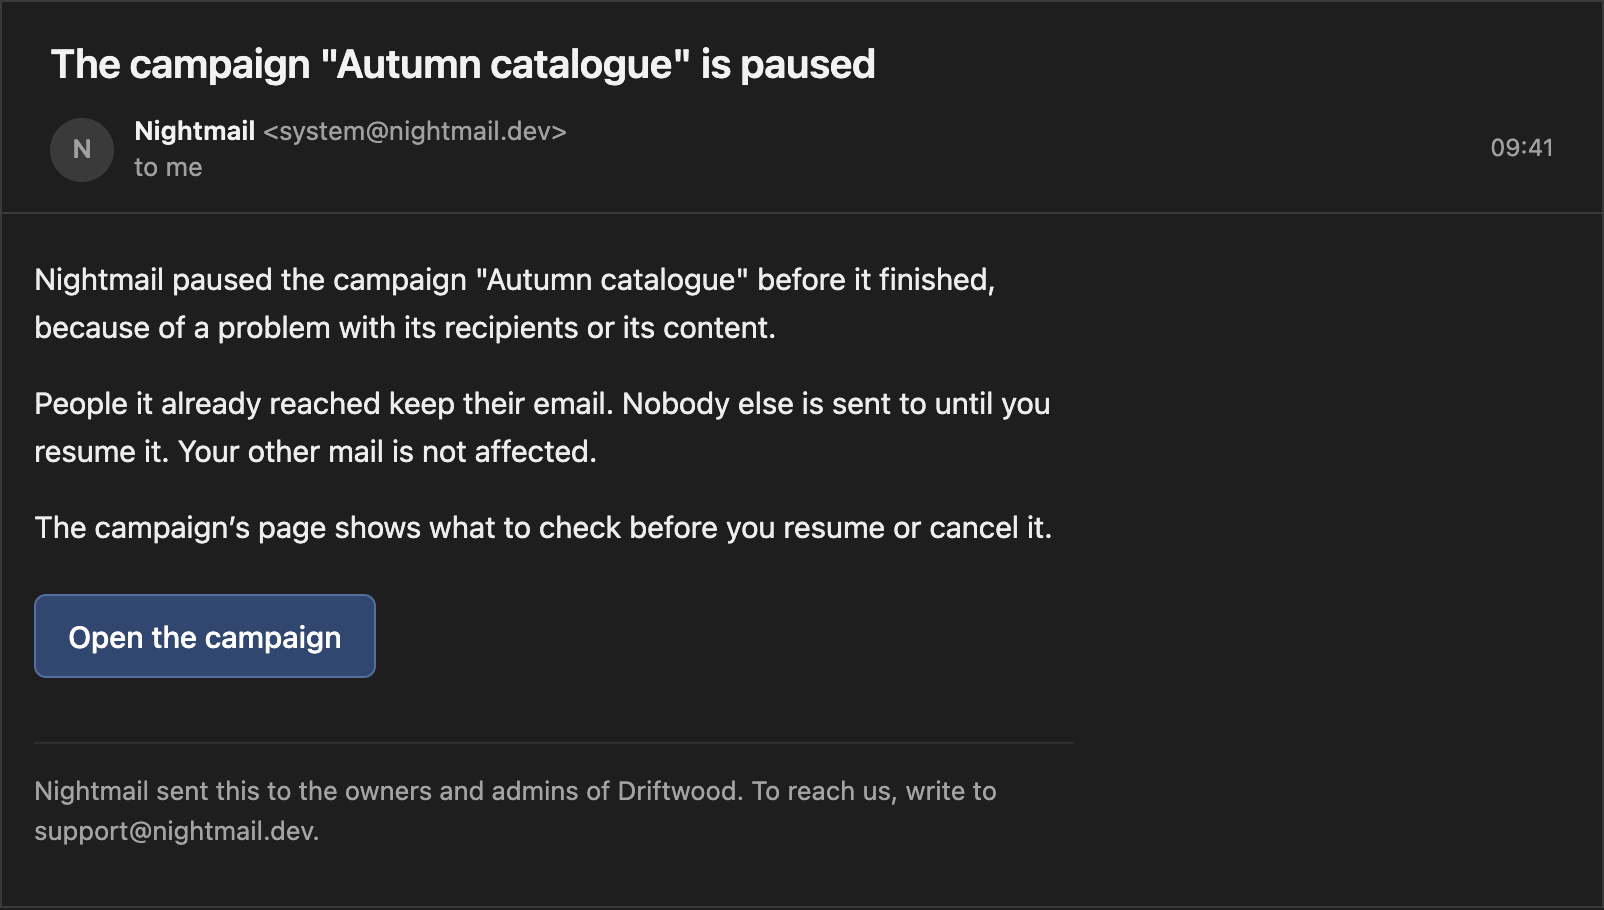 The campaign "Autumn catalogue" is paused
N
Nightmail <system@nightmail.dev>
to me
09:41
Nightmail paused the campaign "Autumn catalogue" before it finished,
because of a problem with its recipients or its content.
People it already reached keep their email. Nobody else is sent to until you
resume it. Your other mail is not affected.
The campaign’s page shows what to check before you resume or cancel it.
Open the campaign
Nightmail sent this to the owners and admins of Driftwood. To reach us, write to
support@nightmail.dev.